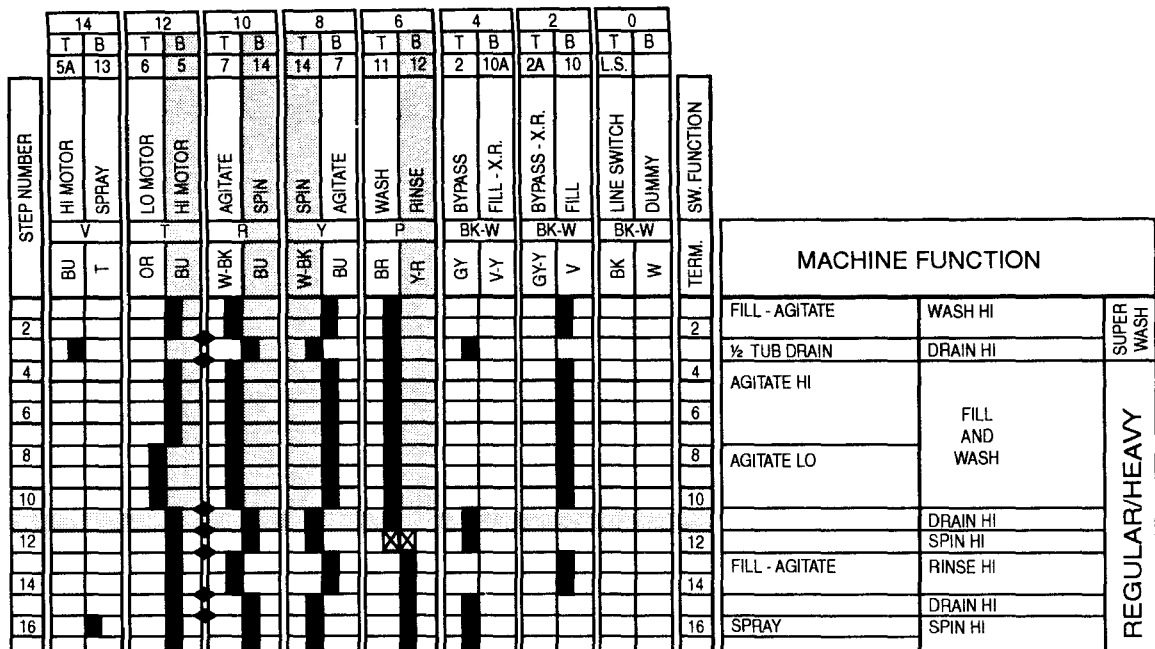 14 12 10 8 6 4 2 0
T B T B T B T B T B T B T B T B
5A 13 6 5 7 14 14 7 11 12 2 10A 2A 10 L.S.
STEP NUMBER
HI MOTOR
SPRAY
LO MOTOR
HI MOTOR
AGITATE
SPIN
SPIN
AGITATE
WASH
RINSE
BYPASS
FILL - X.R.
BYPASS - X.R.
FILL
LINE SWITCH
DUMMY
SW. FUNCTION
V T R Y P BK-W BK-W BK-W
BU T OR BU W-BK BU W-BK BU BR Y-R GY V-Y GY-Y V BK W
TERM.
MACHINE FUNCTION
FILL - AGITATE WASH HI
2 2
SUPER
WASH
½ TUB DRAIN DRAIN HI
4 4
AGITATE HI
6 6
FILL
AND
WASH
8 8 AGITATE LO
10 10
DRAIN HI
12 12 SPIN HI
FILL - AGITATE RINSE HI
14 14
DRAIN HI
16 16 SPRAY SPIN HI
REGULAR/HEAVY